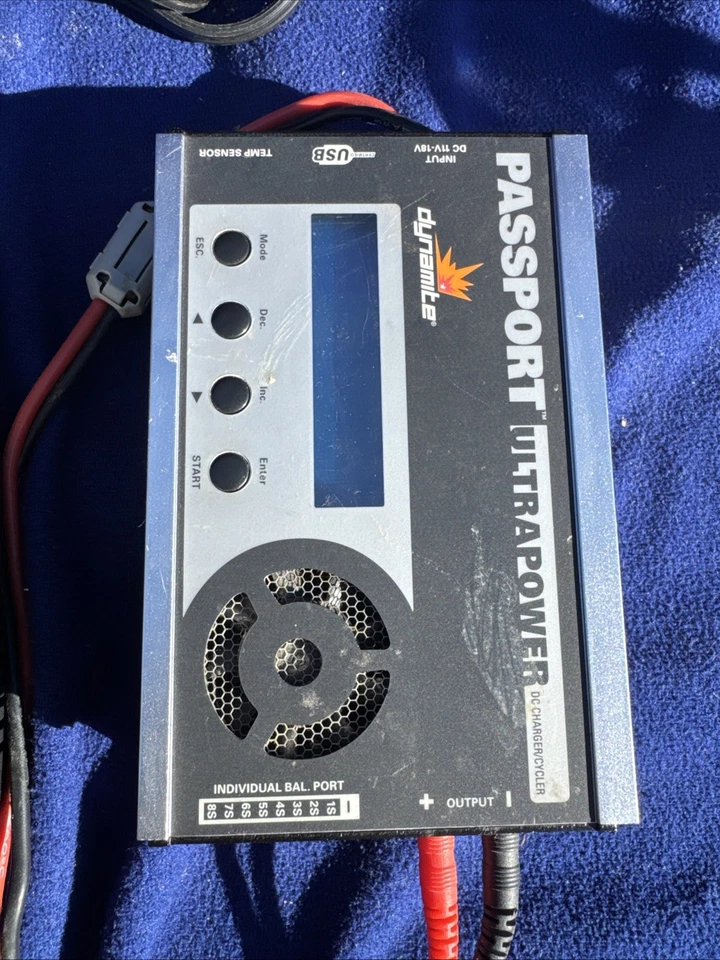 PASSPORT™ ULTRAPOWER
DC CHARGER/CYCLER
dynamite®
INPUT
DC 11V-18V
USB
TEMP SENSOR
Mode
ESC.
Dec.
◀
Inc.
▶
Enter
START
INDIVIDUAL BAL. PORT
8S 7S 6S 5S 4S 3S 2S 1S −
+ OUTPUT −